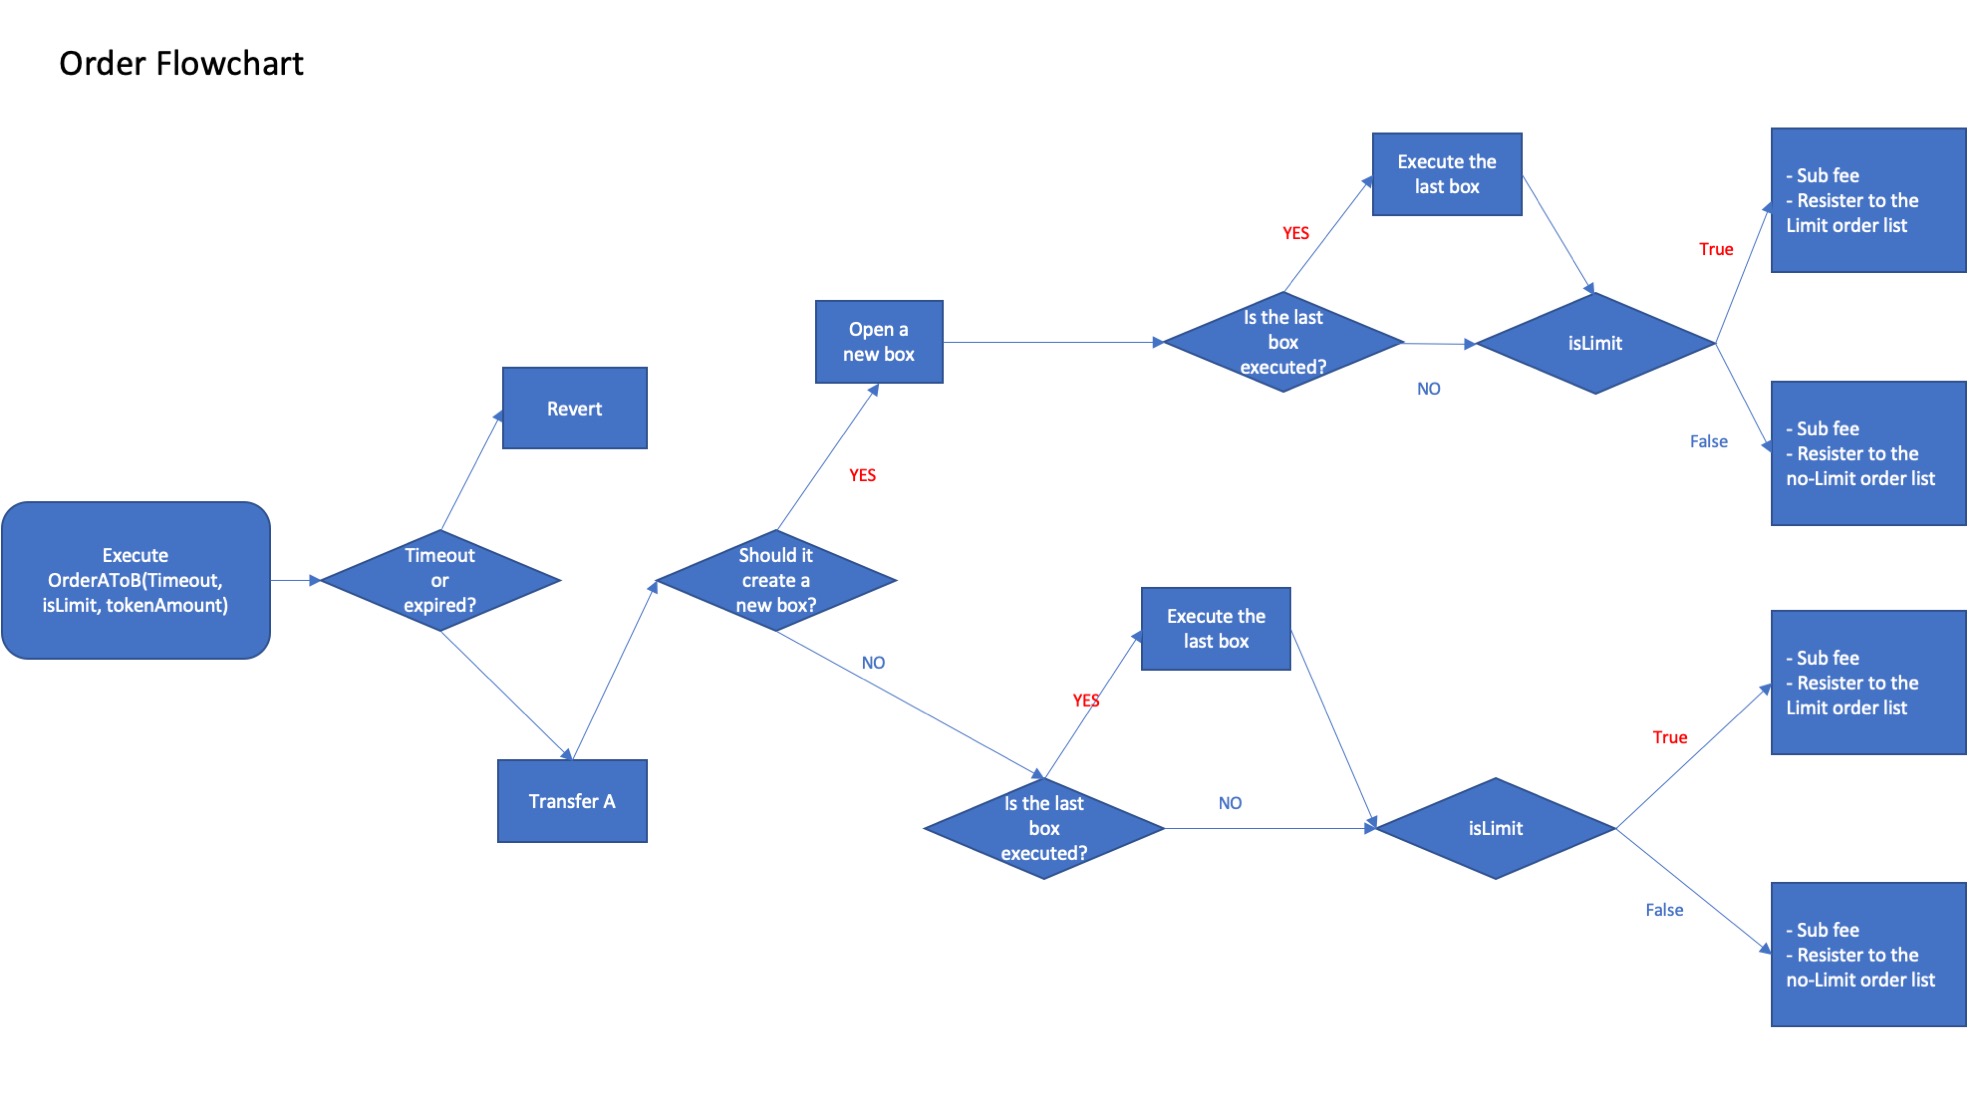 Order Flowchart
Execute
OrderAToB(Timeout,
isLimit, tokenAmount)
Timeout
or
expired?
Revert
Transfer A
Should it
create a
new box?
YES
Open a
new box
Is the last
box
executed?
YES
Execute the
last box
NO
isLimit
True
- Sub fee
- Resister to the
Limit order list
False
- Sub fee
- Resister to the
no-Limit order list
NO
Is the last
box
executed?
YES
Execute the
last box
NO
isLimit
True
- Sub fee
- Resister to the
Limit order list
False
- Sub fee
- Resister to the
no-Limit order list